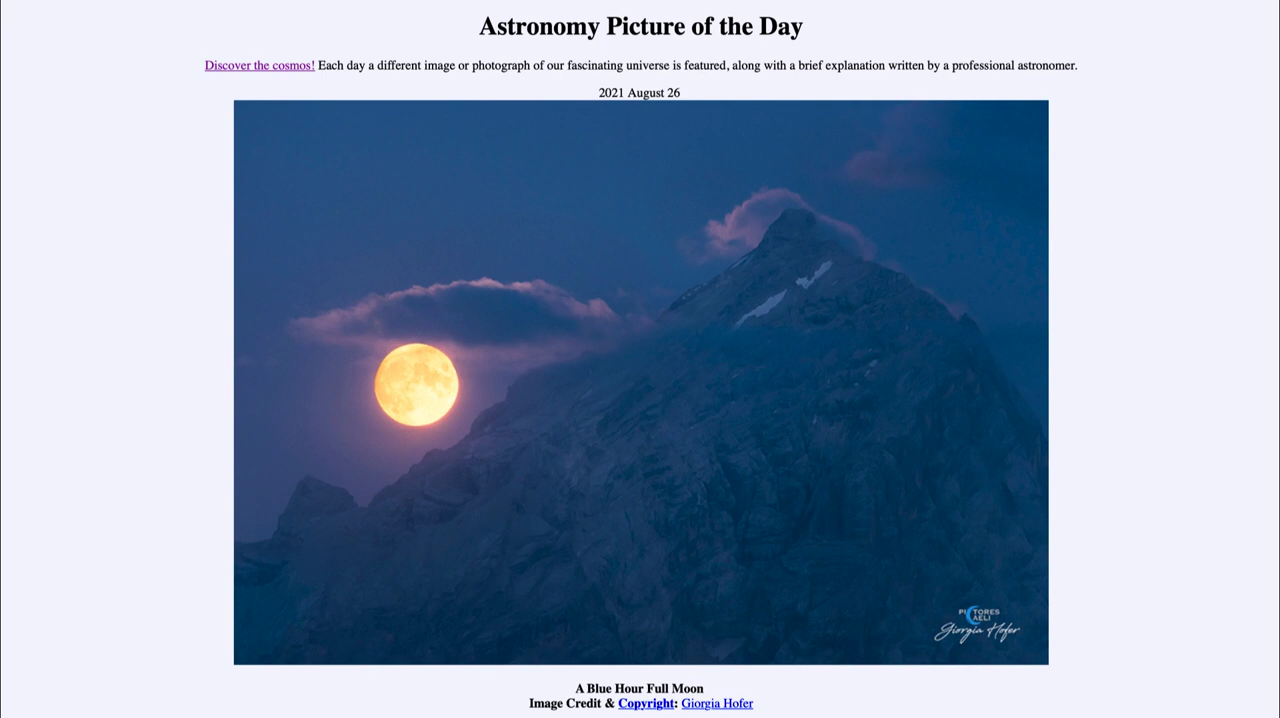 Astronomy Picture of the Day
Discover the cosmos! Each day a different image or photograph of our fascinating universe is featured, along with a brief explanation written by a professional astronomer.
2021 August 26
PICTORES
CAELI
Giorgia Hofer
A Blue Hour Full Moon
Image Credit & Copyright: Giorgia Hofer